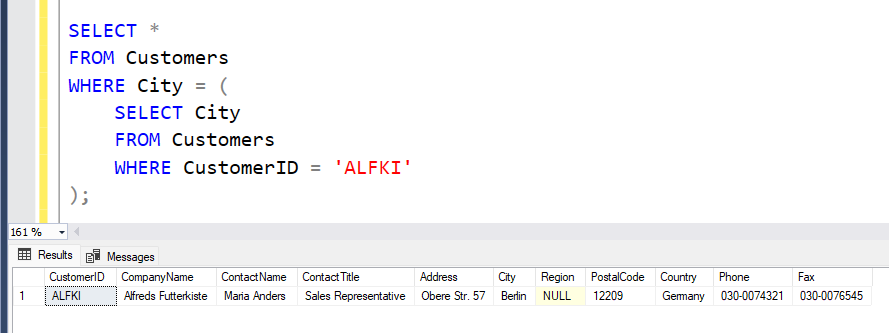 SELECT *
FROM Customers
WHERE City = (
    SELECT City
    FROM Customers
    WHERE CustomerID = 'ALFKI'
);
161 %
Results Messages
CustomerID CompanyName ContactName ContactTitle Address City Region PostalCode Country Phone Fax
1 ALFKI Alfreds Futterkiste Maria Anders Sales Representative Obere Str. 57 Berlin NULL 12209 Germany 030-0074321 030-0076545